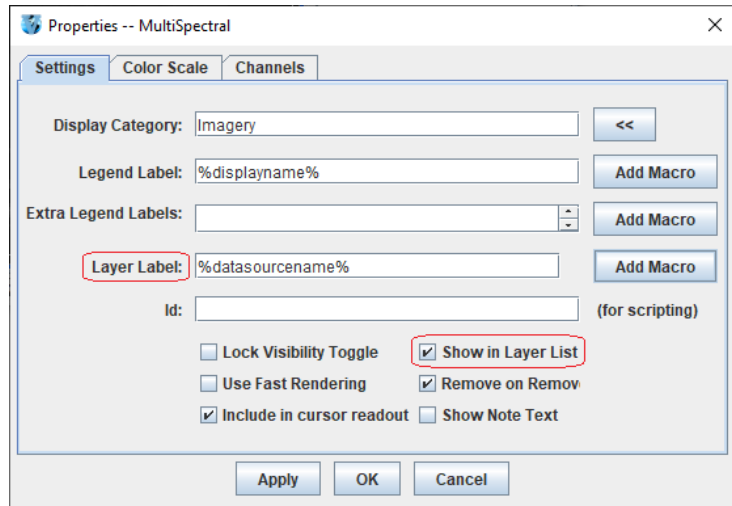 Properties -- MultiSpectral
Settings Color Scale Channels
Display Category: Imagery <<
Legend Label: %displayname% Add Macro
Extra Legend Labels: Add Macro
Layer Label: %datasourcename% Add Macro
Id: (for scripting)
Lock Visibility Toggle Show in Layer List
Use Fast Rendering Remove on Remov
Include in cursor readout Show Note Text
Apply OK Cancel